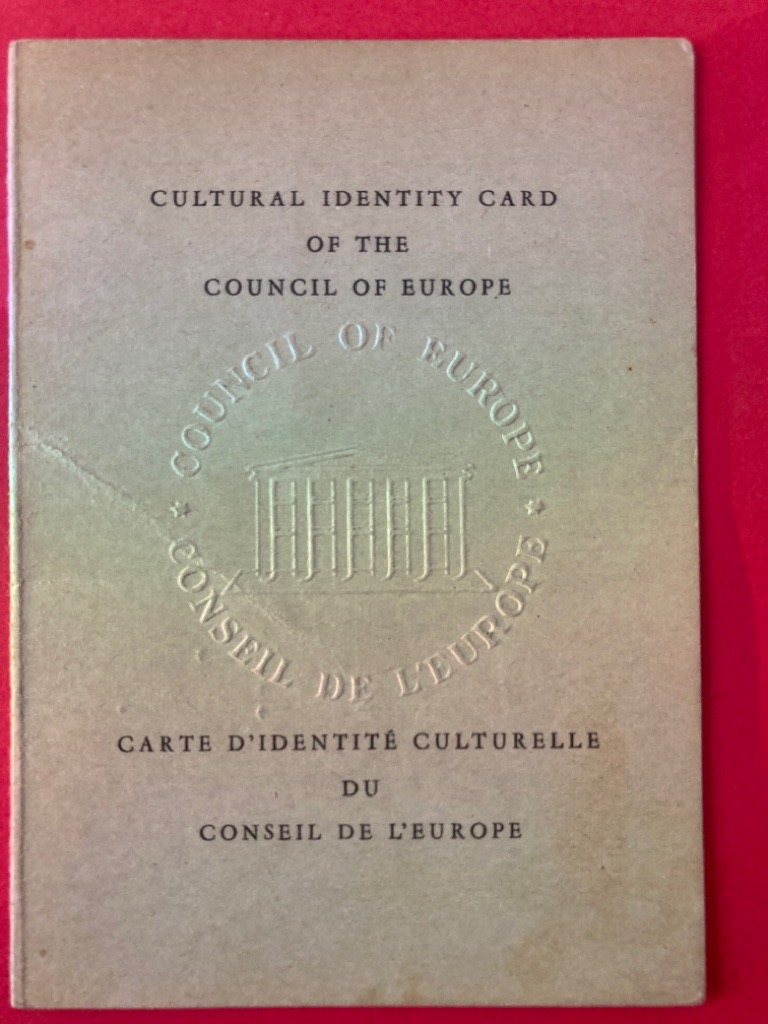 CULTURAL IDENTITY CARD
OF THE
COUNCIL OF EUROPE
COUNCIL OF EUROPE
CONSEIL DE L'EUROPE
CARTE D'IDENTITÉ CULTURELLE
DU
CONSEIL DE L'EUROPE